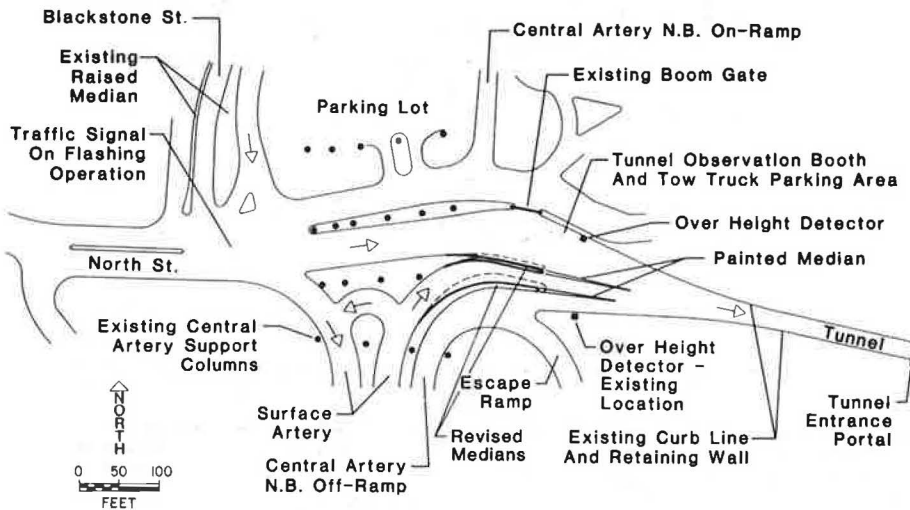 Blackstone St.
Existing
Raised
Median
Traffic Signal
On Flashing
Operation
Parking Lot
Central Artery N.B. On-Ramp
Existing Boom Gate
Tunnel Observation Booth
And Tow Truck Parking Area
Over Height Detector
Painted Median
North St.
Existing Central
Artery Support
Columns
Surface
Artery
Central Artery
N.B. Off-Ramp
Escape
Ramp
Revised
Medians
Over Height
Detector -
Existing
Location
Existing Curb Line
And Retaining Wall
Tunnel
Tunnel
Entrance
Portal
NORTH
0 50 100
FEET